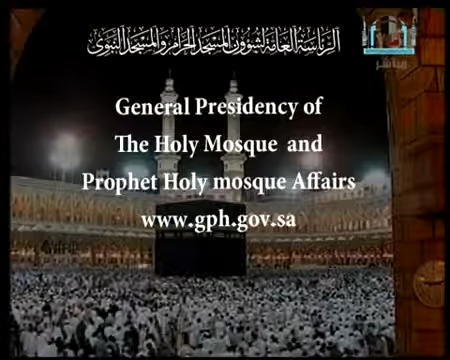 الرئاسة العامة لشؤون المسجد الحرام والمسجد النبوي
مباشر
General Presidency of
The Holy Mosque and
Prophet Holy mosque Affairs
www.gph.gov.sa